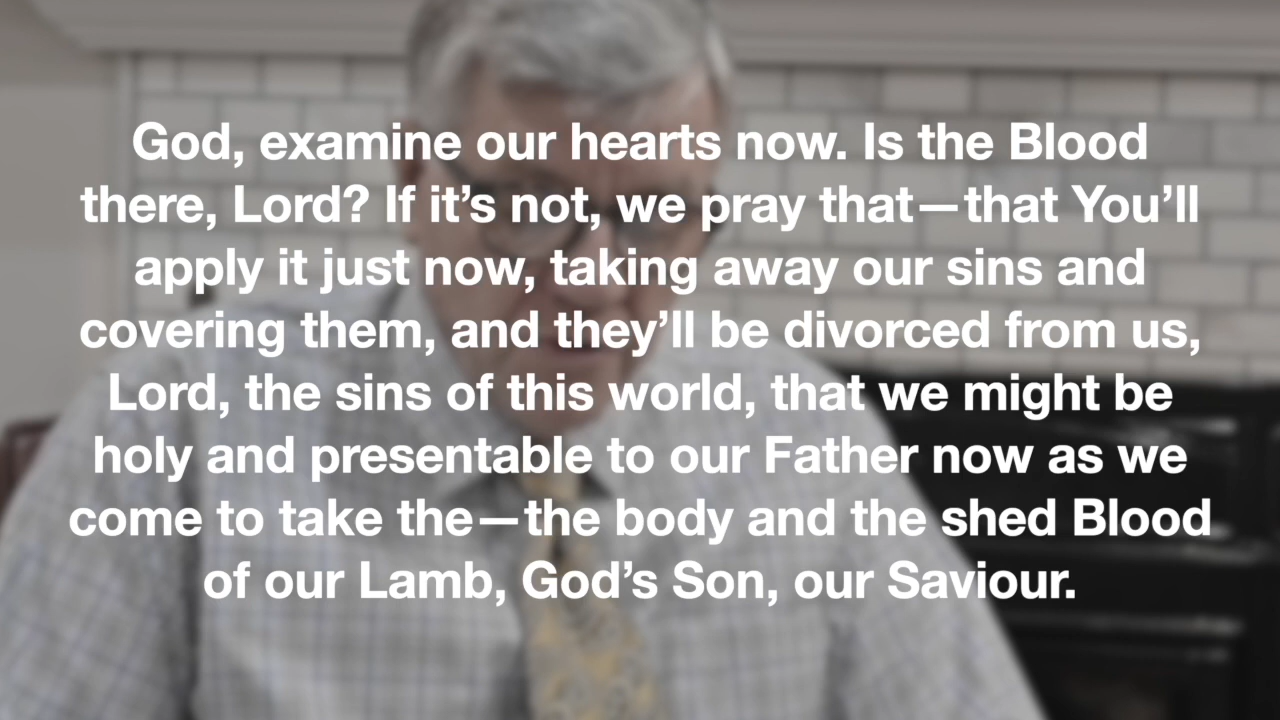 God, examine our hearts now. Is the Blood
there, Lord? If it’s not, we pray that—that You’ll
apply it just now, taking away our sins and
covering them, and they’ll be divorced from us,
Lord, the sins of this world, that we might be
holy and presentable to our Father now as we
come to take the—the body and the shed Blood
of our Lamb, God’s Son, our Saviour.